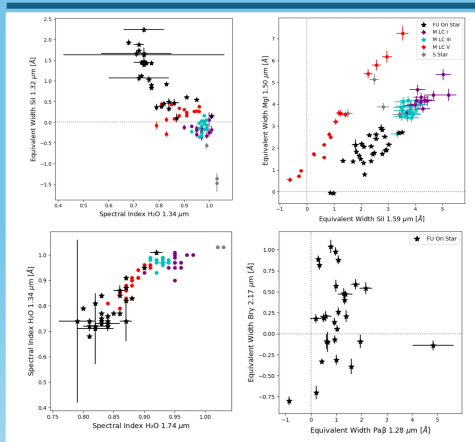 Equivalent Width SiI 1.32 μm [Å]
2.5
2.0
1.5
1.0
0.5
0.0
−0.5
−1.0
−1.5
0.4 0.5 0.6 0.7 0.8 0.9 1.0
Spectral Index H₂O 1.34 μm
Equivalent Width MgI 1.50 μm [Å]
7
6
5
4
3
2
1
0
−1 0 1 2 3 4 5
Equivalent Width SiI 1.59 μm [Å]
FU Ori Star
M LC I
M LC III
M LC V
S Star
Spectral Index H₂O 1.34 μm [Å]
1.0
0.9
0.8
0.7
0.6
0.5
0.4
0.75 0.80 0.85 0.90 0.95 1.00
Spectral Index H₂O 1.74 μm
Equivalent Width Brγ 2.17 μm [Å]
1.00
0.75
0.50
0.25
0.00
−0.25
−0.50
−0.75
−1 0 1 2 3 4 5
Equivalent Width Paβ 1.28 μm [Å]
FU Ori Star